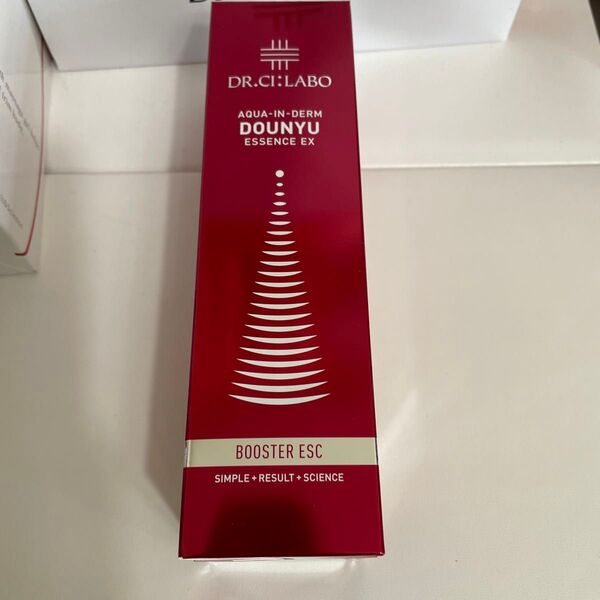 DR.CI:LABO
AQUA-IN-DERM
DOUNYU
ESSENCE EX
BOOSTER ESC
SIMPLE + RESULT + SCIENCE